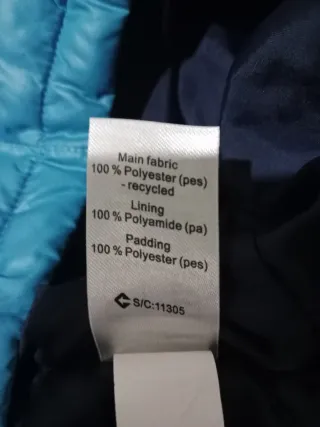 Main fabric
100 % Polyester (pes)
- recycled
Lining
100 % Polyamide (pa)
Padding
100 % Polyester (pes)
S/C:11305